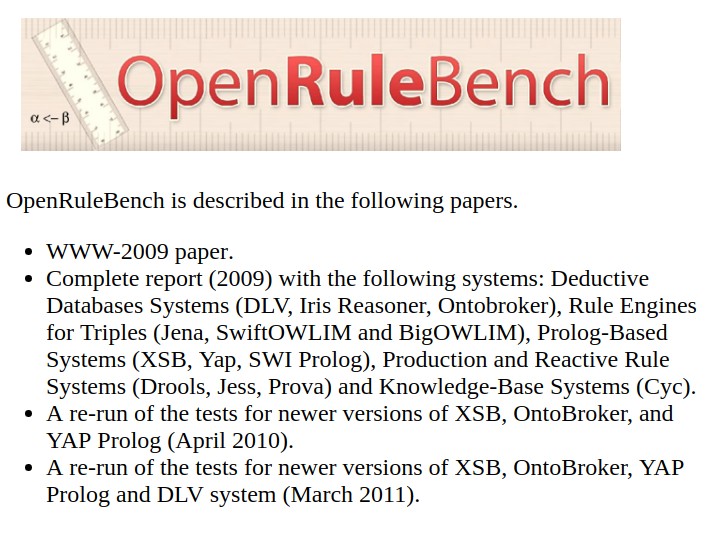 OpenRuleBench
α <– β
OpenRuleBench is described in the following papers.
• WWW-2009 paper.
• Complete report (2009) with the following systems: Deductive
Databases Systems (DLV, Iris Reasoner, Ontobroker), Rule Engines
for Triples (Jena, SwiftOWLIM and BigOWLIM), Prolog-Based
Systems (XSB, Yap, SWI Prolog), Production and Reactive Rule
Systems (Drools, Jess, Prova) and Knowledge-Base Systems (Cyc).
• A re-run of the tests for newer versions of XSB, OntoBroker, and
YAP Prolog (April 2010).
• A re-run of the tests for newer versions of XSB, OntoBroker, YAP
Prolog and DLV system (March 2011).